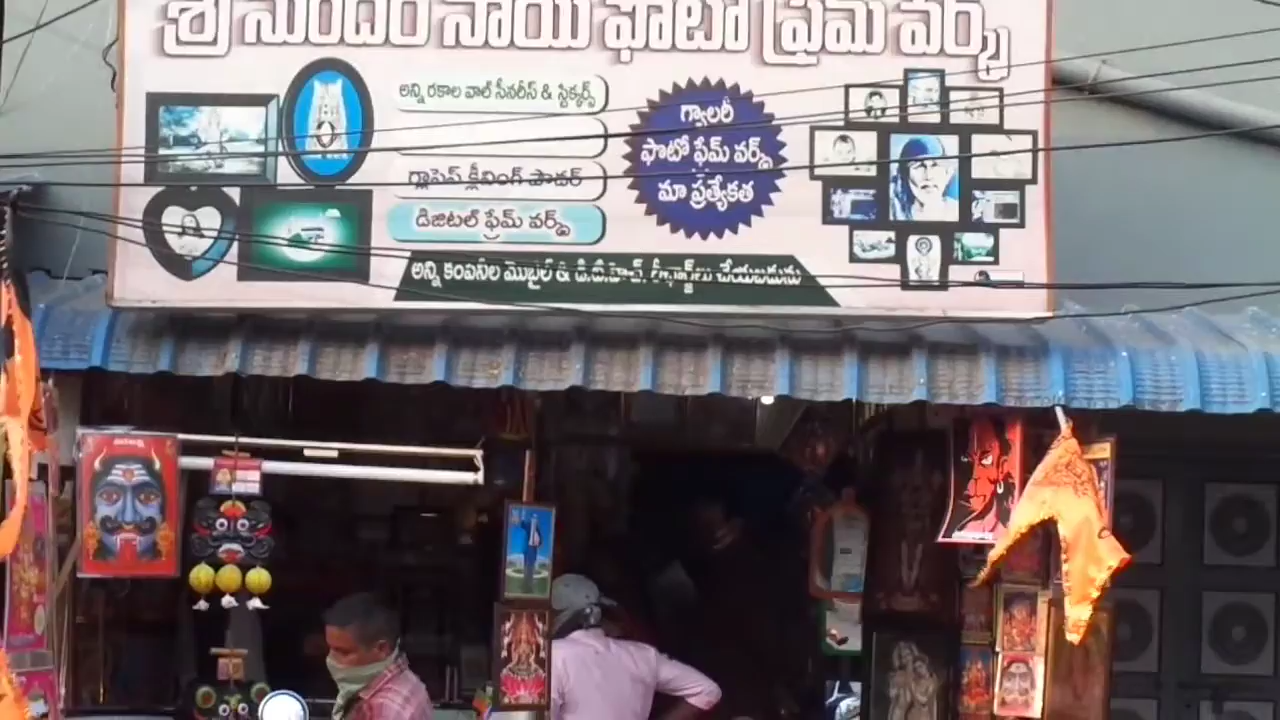 శ్రీ సుందర సాయి ఫొటో ఫ్రేమ్ వర్క్స్
అన్ని రకాల వాల్ సీనరీస్ & స్టిక్కర్స్
గ్లాసెస్ క్లీనింగ్ పౌడర్
డిజిటల్ ఫ్రేమ్ వర్క్స్
గ్యాలరీ
ఫొటో ఫ్రేమ్ వర్క్స్
మా ప్రత్యేకత
అన్ని కంపెనీల మొబైల్ & డి.టి.హెచ్. రీఛార్జ్‌లు చేయబడును